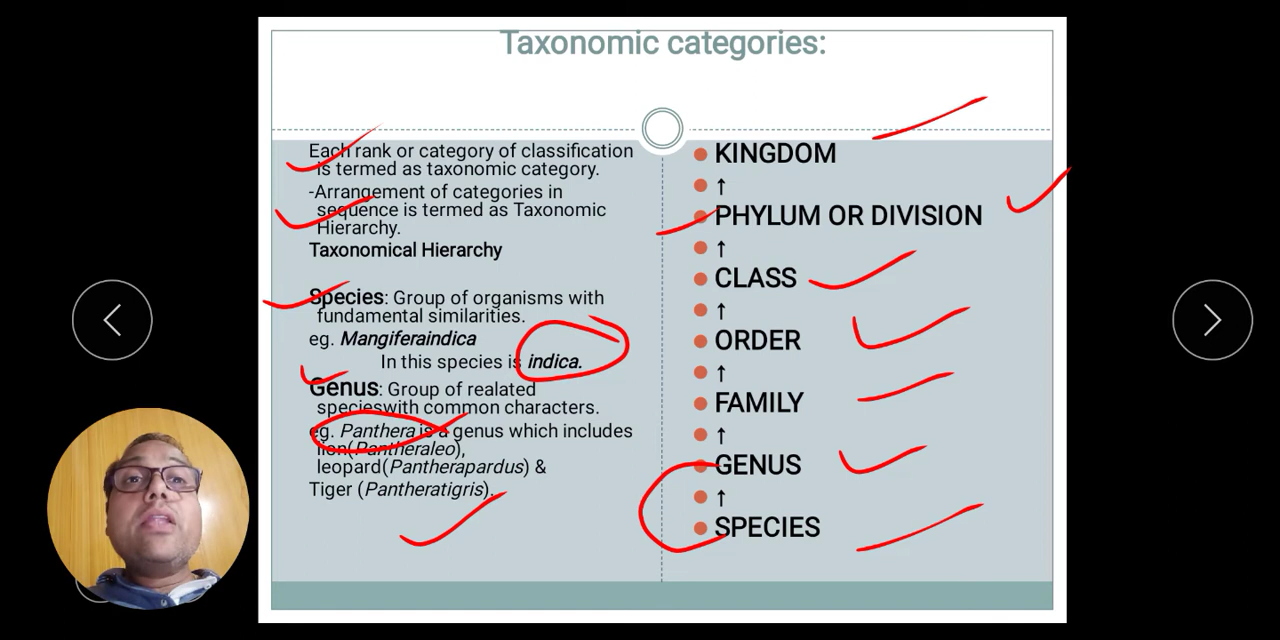 Taxonomic categories:
Each rank or category of classification
is termed as taxonomic category.
-Arrangement of categories in
sequence is termed as Taxonomic
Hierarchy.
Taxonomical Hierarchy
Species: Group of organisms with
fundamental similarities.
eg. Mangiferaindica
In this species is indica.
Genus: Group of realated
specieswith common characters.
eg. Panthera is a genus which includes
lion(Pantheraleo),
leopard(Pantherapardus) &
Tiger (Pantheratigris).
KINGDOM
↑
PHYLUM OR DIVISION
↑
CLASS
↑
ORDER
↑
FAMILY
↑
GENUS
↑
SPECIES